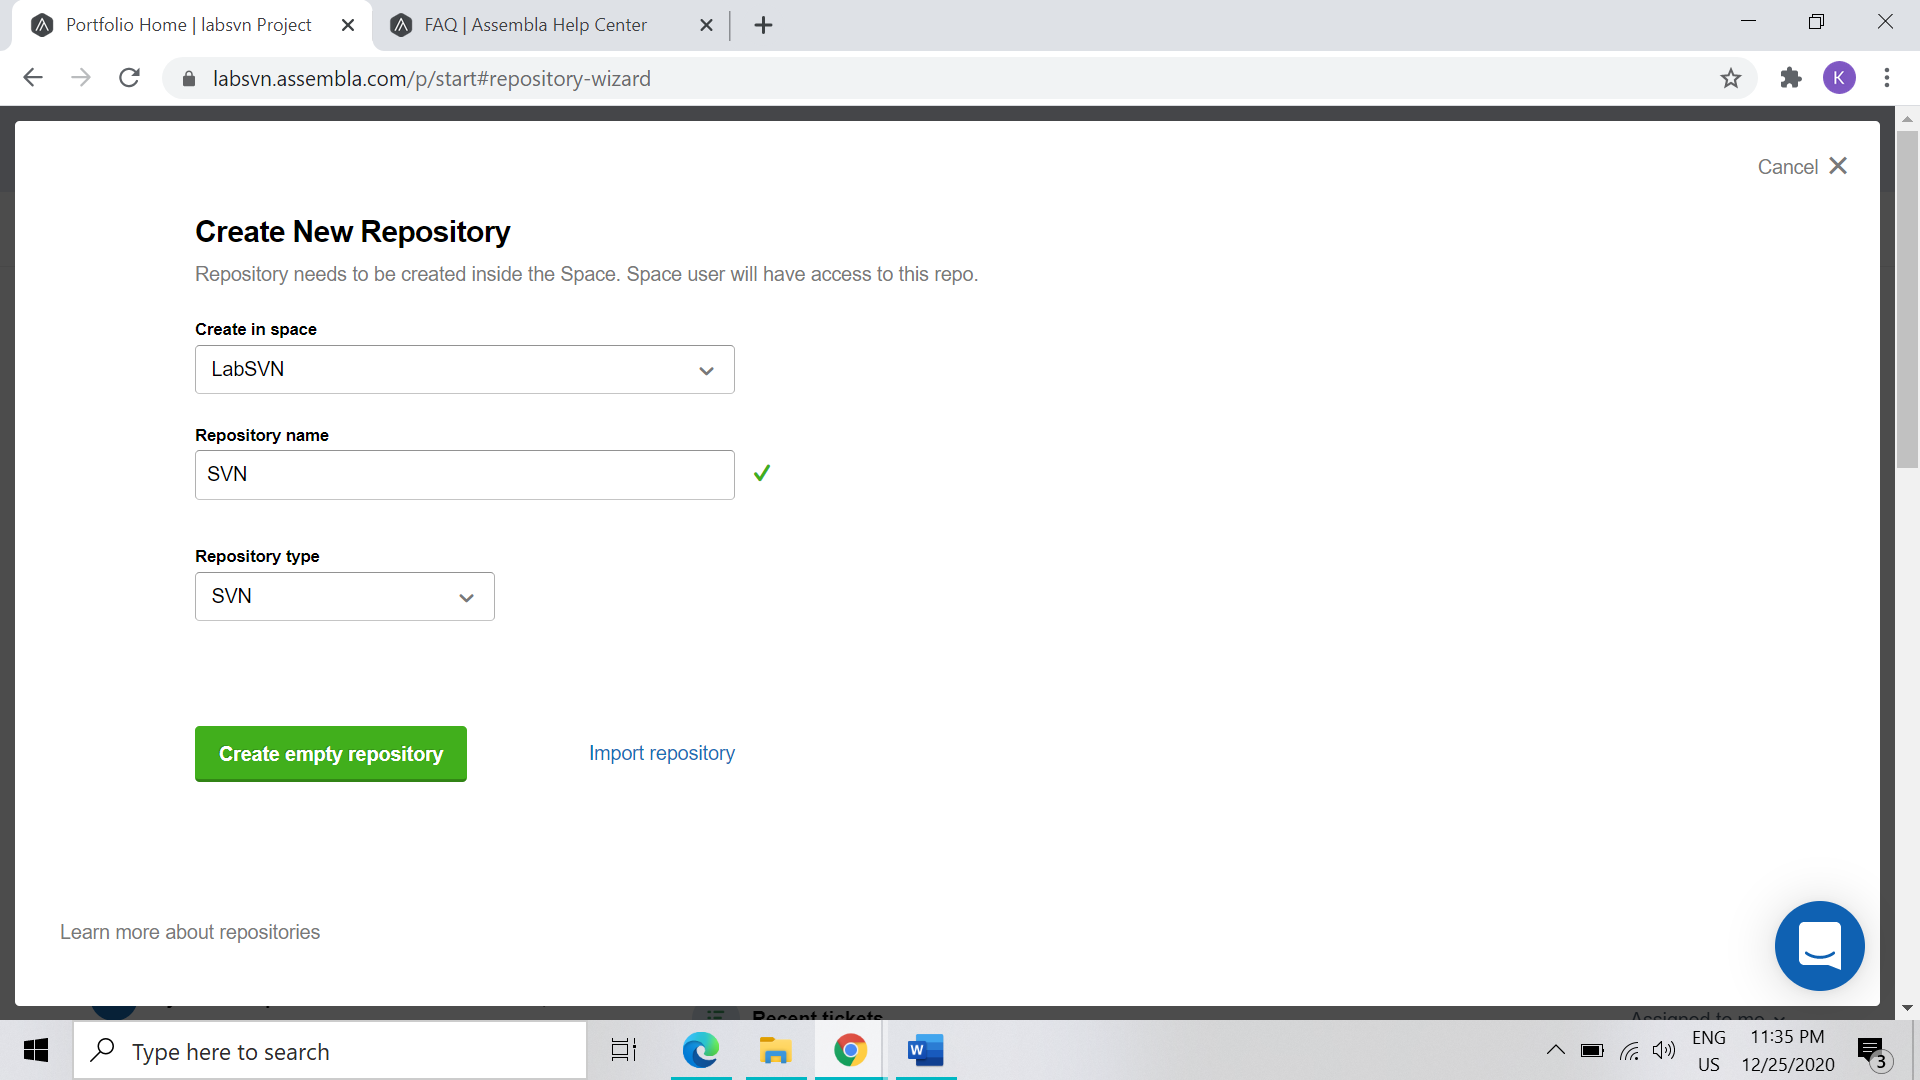 Portfolio Home | labsvn Project
FAQ | Assembla Help Center
labsvn.assembla.com/p/start#repository-wizard
K
Cancel
Create New Repository
Repository needs to be created inside the Space. Space user will have access to this repo.
Create in space
LabSVN
Repository name
SVN
Repository type
SVN
Create empty repository
Import repository
Learn more about repositories
Recent tickets
Assigned to me
Type here to search
W
ENG
US
11:35 PM
12/25/2020
3